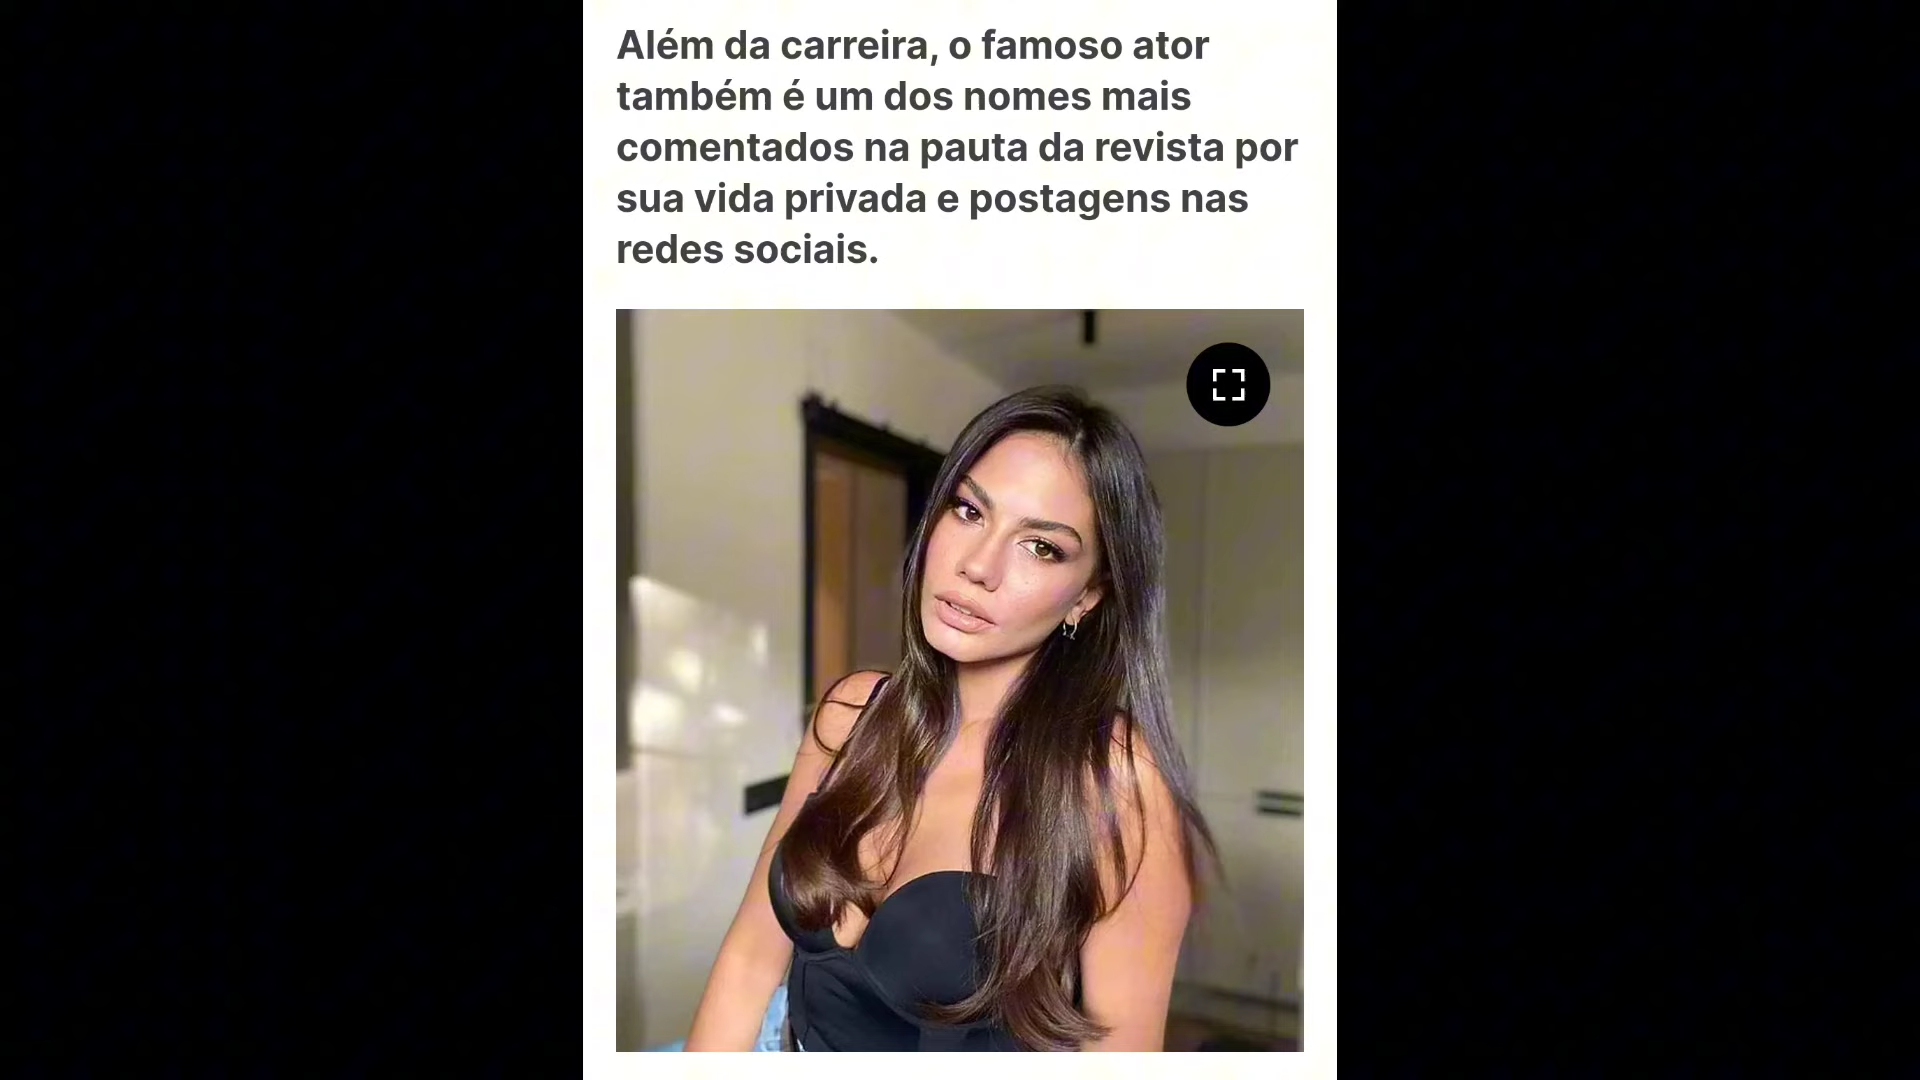 Além da carreira, o famoso ator
também é um dos nomes mais
comentados na pauta da revista por
sua vida privada e postagens nas
redes sociais.